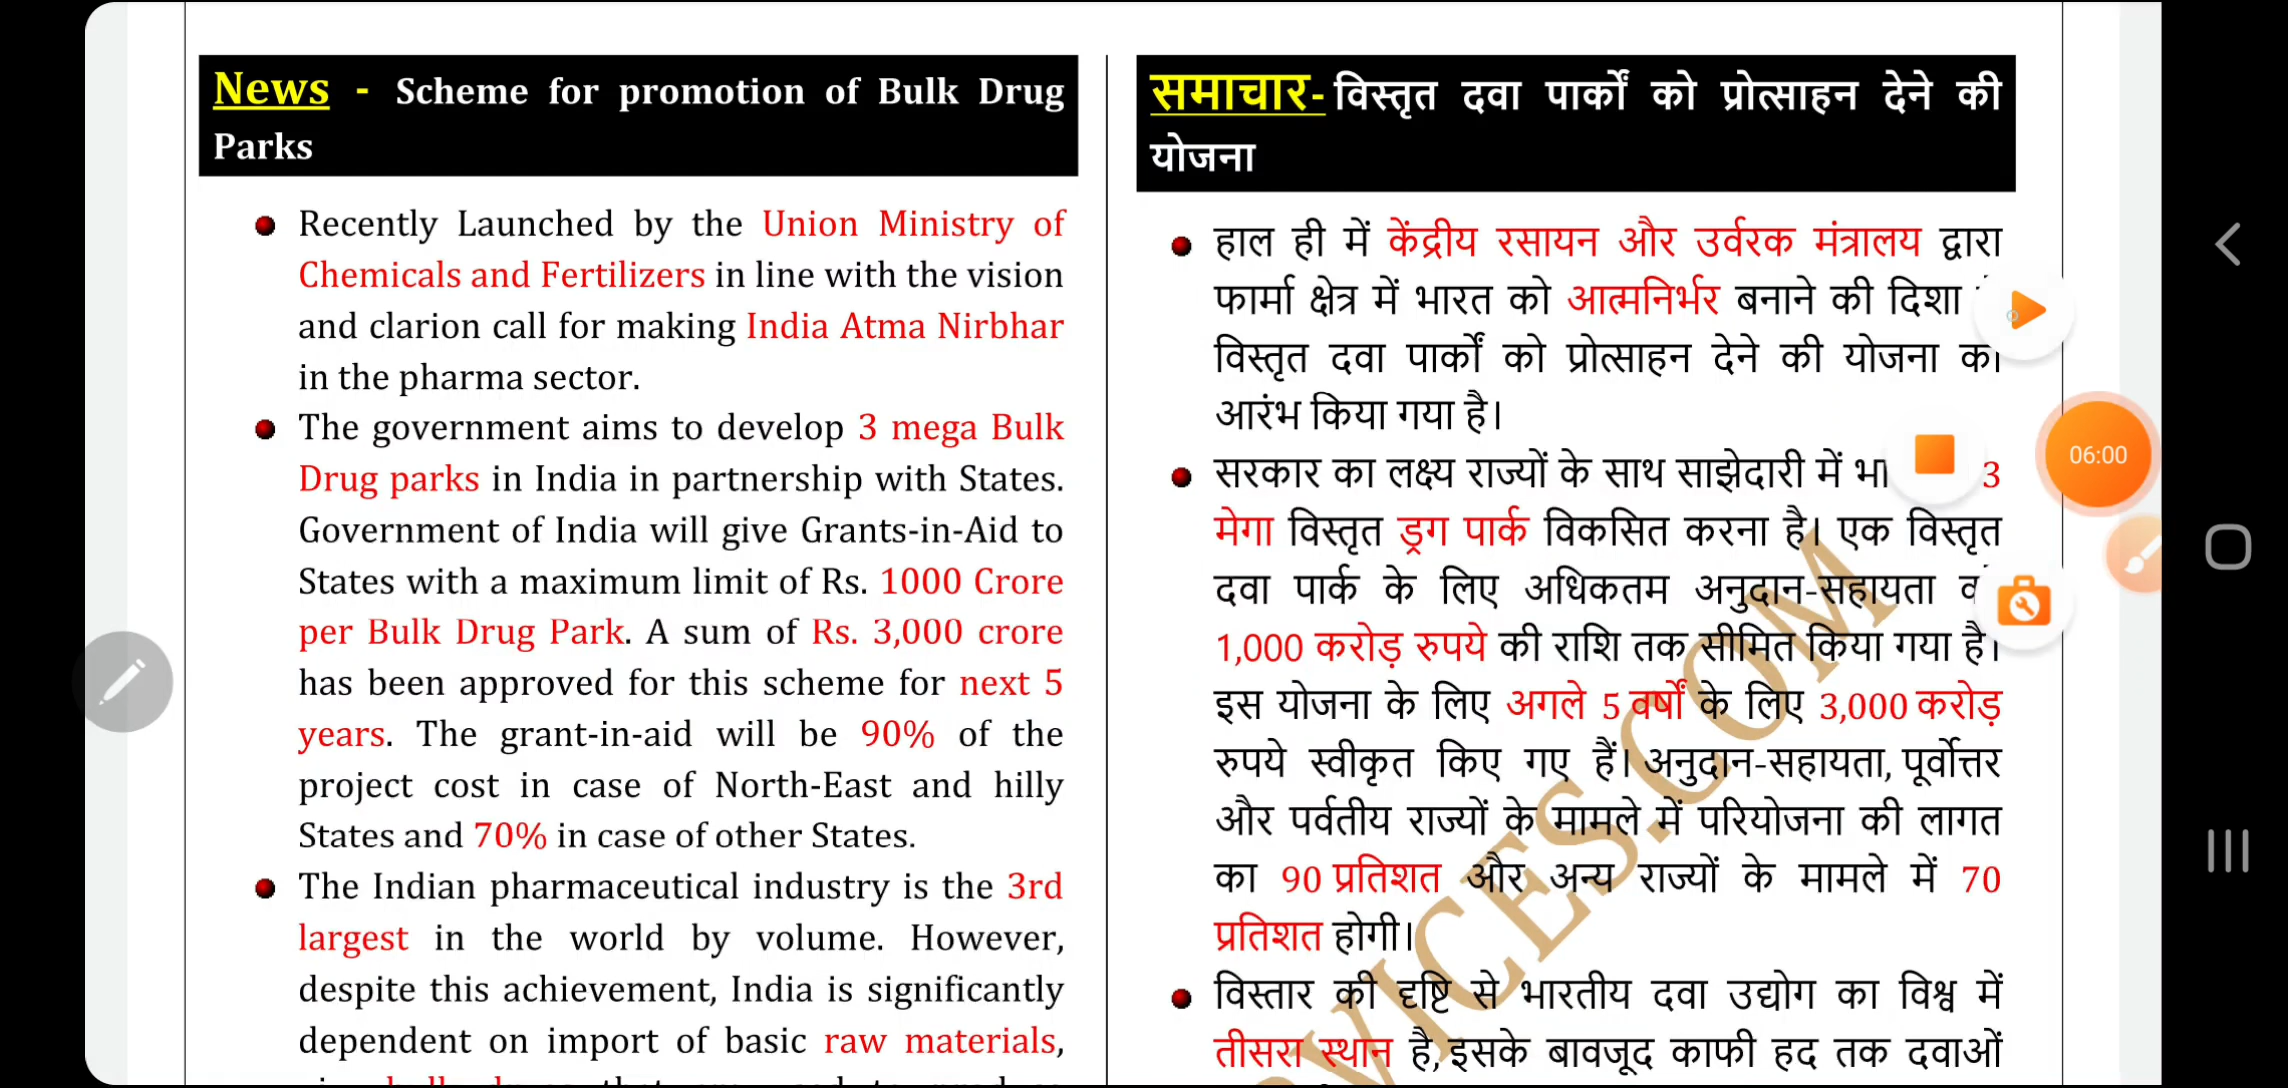 News - Scheme for promotion of Bulk Drug
Parks
Recently Launched by the Union Ministry of
Chemicals and Fertilizers in line with the vision
and clarion call for making India Atma Nirbhar
in the pharma sector.
The government aims to develop 3 mega Bulk
Drug parks in India in partnership with States.
Government of India will give Grants-in-Aid to
States with a maximum limit of Rs. 1000 Crore
per Bulk Drug Park. A sum of Rs. 3,000 crore
has been approved for this scheme for next 5
years. The grant-in-aid will be 90% of the
project cost in case of North-East and hilly
States and 70% in case of other States.
The Indian pharmaceutical industry is the 3rd
largest in the world by volume. However,
despite this achievement, India is significantly
dependent on import of basic raw materials,
समाचार- विस्तृत दवा पार्कों को प्रोत्साहन देने की
योजना
हाल ही में केंद्रीय रसायन और उर्वरक मंत्रालय द्वारा
फार्मा क्षेत्र में भारत को आत्मनिर्भर बनाने की दिशा
विस्तृत दवा पार्कों को प्रोत्साहन देने की योजना का
आरंभ किया गया है।
सरकार का लक्ष्य राज्यों के साथ साझेदारी में भा 3
मेगा विस्तृत ड्रग पार्क विकसित करना है। एक विस्तृत
दवा पार्क के लिए अधिकतम अनुदान-सहायता
1,000 करोड़ रुपये की राशि तक सीमित किया गया है।
इस योजना के लिए अगले 5 वर्षों के लिए 3,000 करोड़
रुपये स्वीकृत किए गए हैं। अनुदान-सहायता, पूर्वोत्तर
और पर्वतीय राज्यों के मामले में परियोजना की लागत
का 90 प्रतिशत और अन्य राज्यों के मामले में 70
प्रतिशत होगी।
विस्तार की दृष्टि से भारतीय दवा उद्योग का विश्व में
तीसरा स्थान है, इसके बावजूद काफी हद तक दवाओं
06:00
VICES.COM